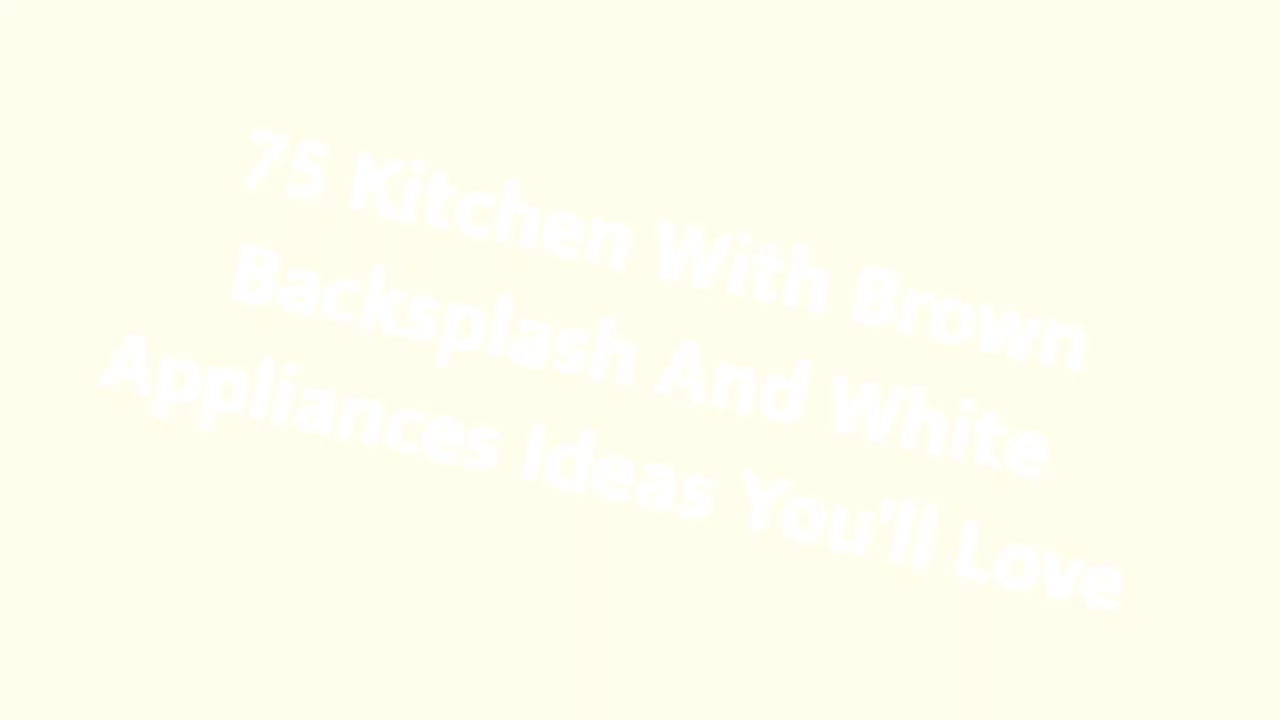 75 Kitchen With Brown
Backsplash And White
Appliances Ideas You'll Love